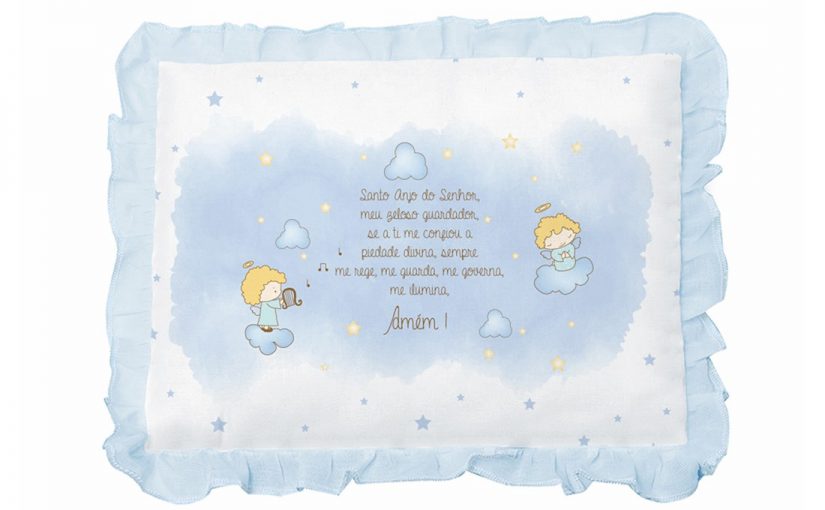 Santo Anjo do Senhor,
meu zeloso guardador,
se a ti me confiou a
piedade divina, sempre
me rege, me guarda, me governa,
me ilumina,
Amém !